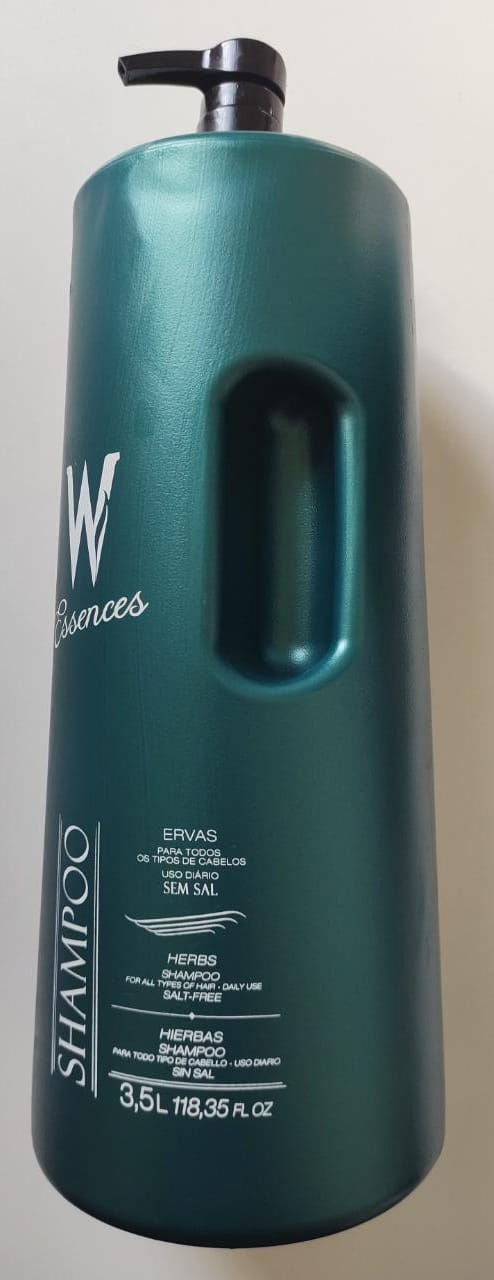 W
Essences
SHAMPOO
ERVAS
PARA TODOS
OS TIPOS DE CABELOS
USO DIÁRIO
SEM SAL
HERBS
SHAMPOO
FOR ALL TYPES OF HAIR - DAILY USE
SALT-FREE
HIERBAS
SHAMPOO
PARA TODO TIPO DE CABELLO - USO DIARIO
SIN SAL
3,5L 118,35 FL OZ